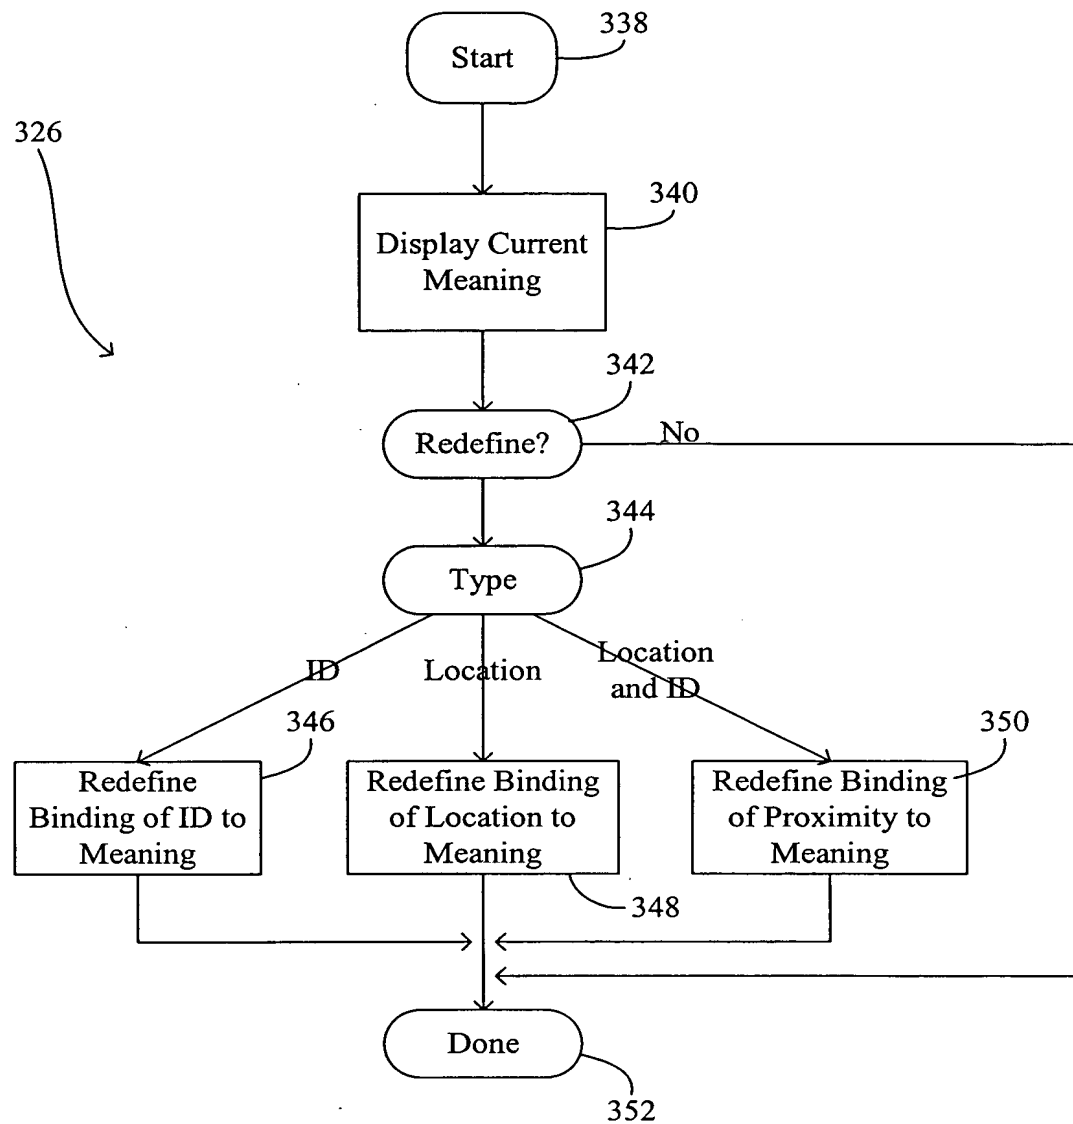 338
Start
326
340
Display Current
Meaning
342
Redefine?
No
344
Type
ID
Location
Location
and ID
346
350
Redefine
Binding of ID to
Meaning
Redefine Binding
of Location to
Meaning
Redefine Binding
of Proximity to
Meaning
348
Done
352